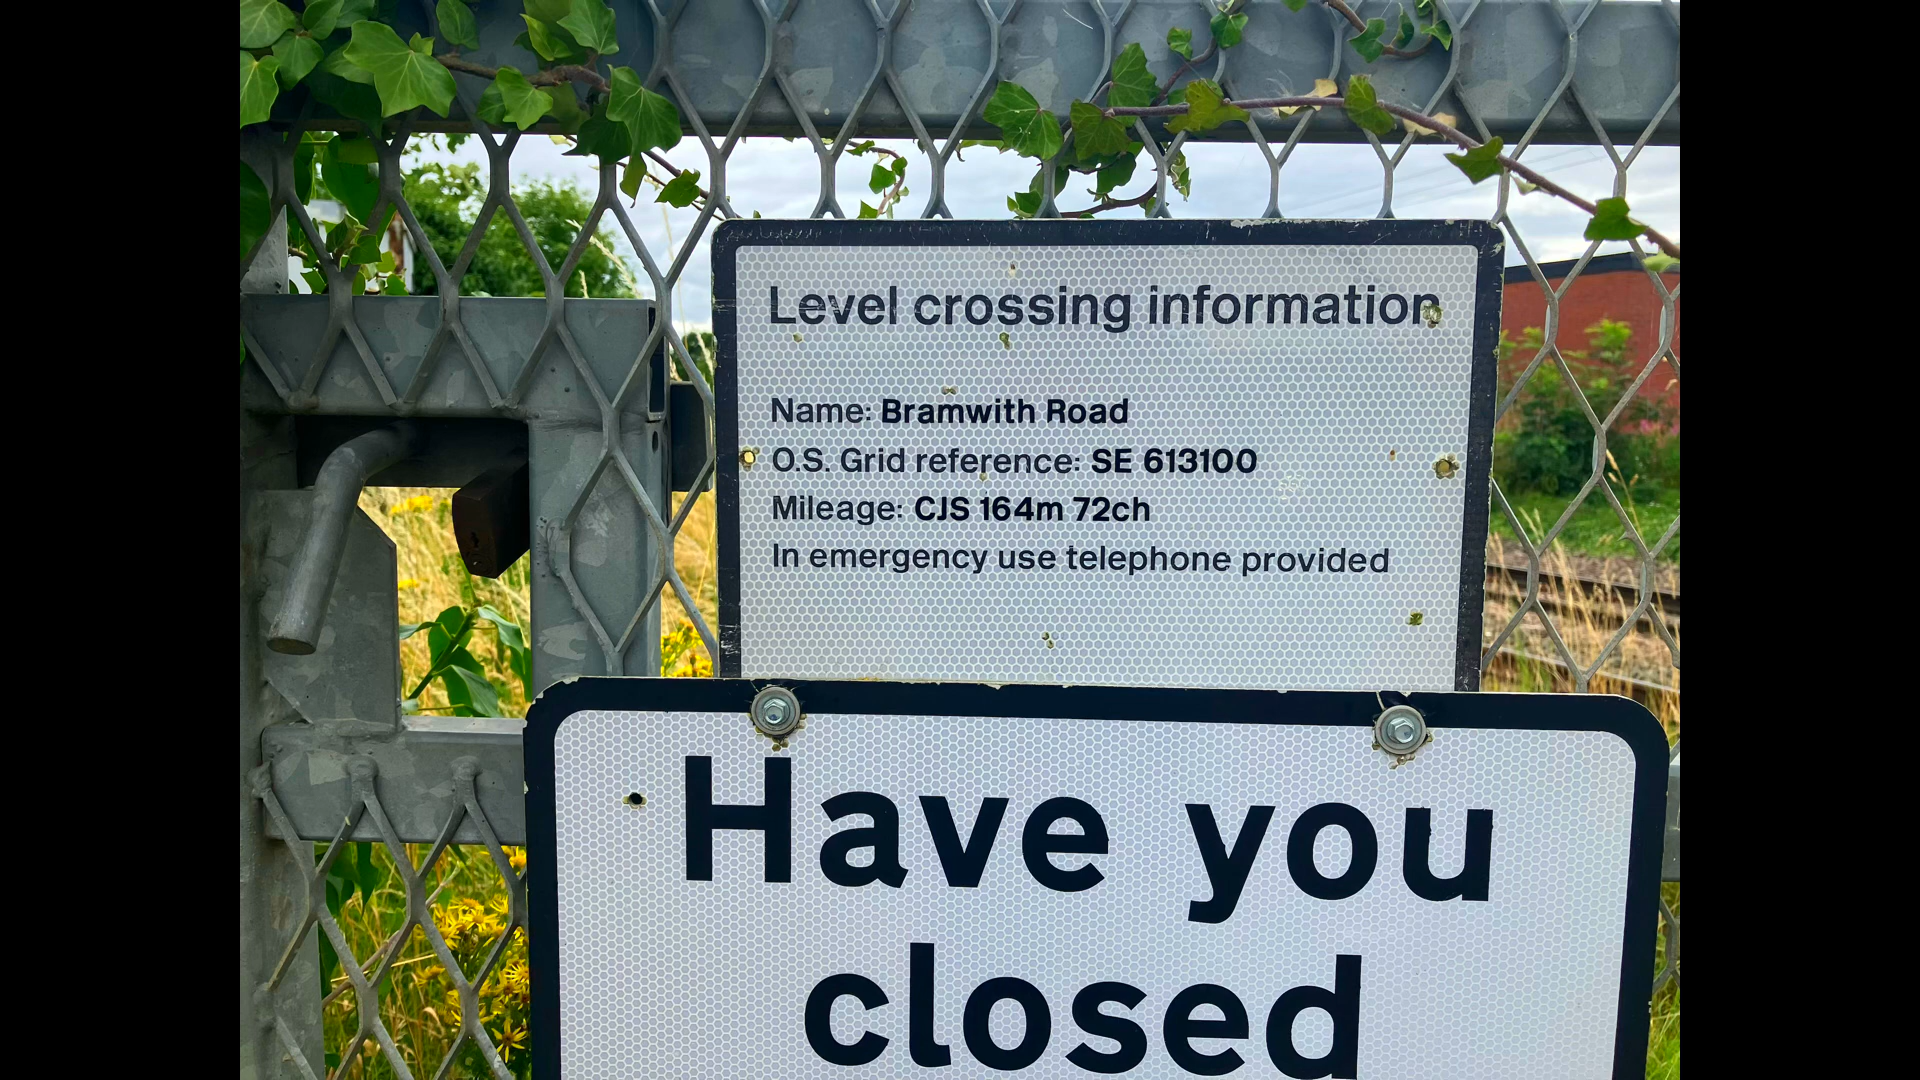 Level crossing information
Name: Bramwith Road
O.S. Grid reference: SE 613100
Mileage: CJS 164m 72ch
In emergency use telephone provided
Have you
closed